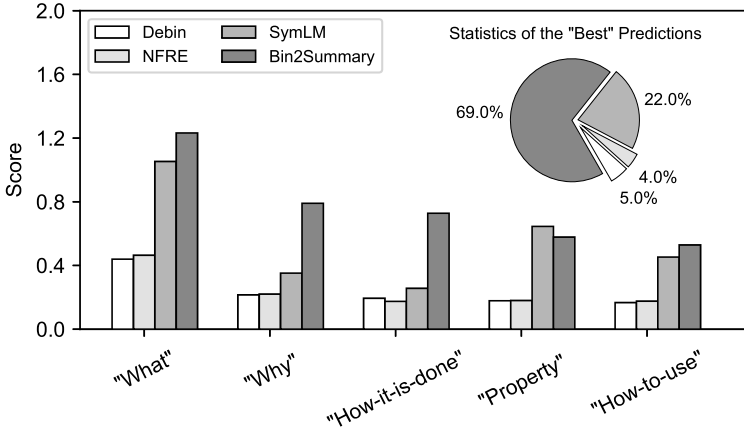 2.0
1.6
1.2
0.8
0.4
0.0
Score
Debin
NFRE
SymLM
Bin2Summary
Statistics of the "Best" Predictions
69.0%
22.0%
4.0%
5.0%
"What"
"Why"
"How-it-is-done"
"Property"
"How-to-use"